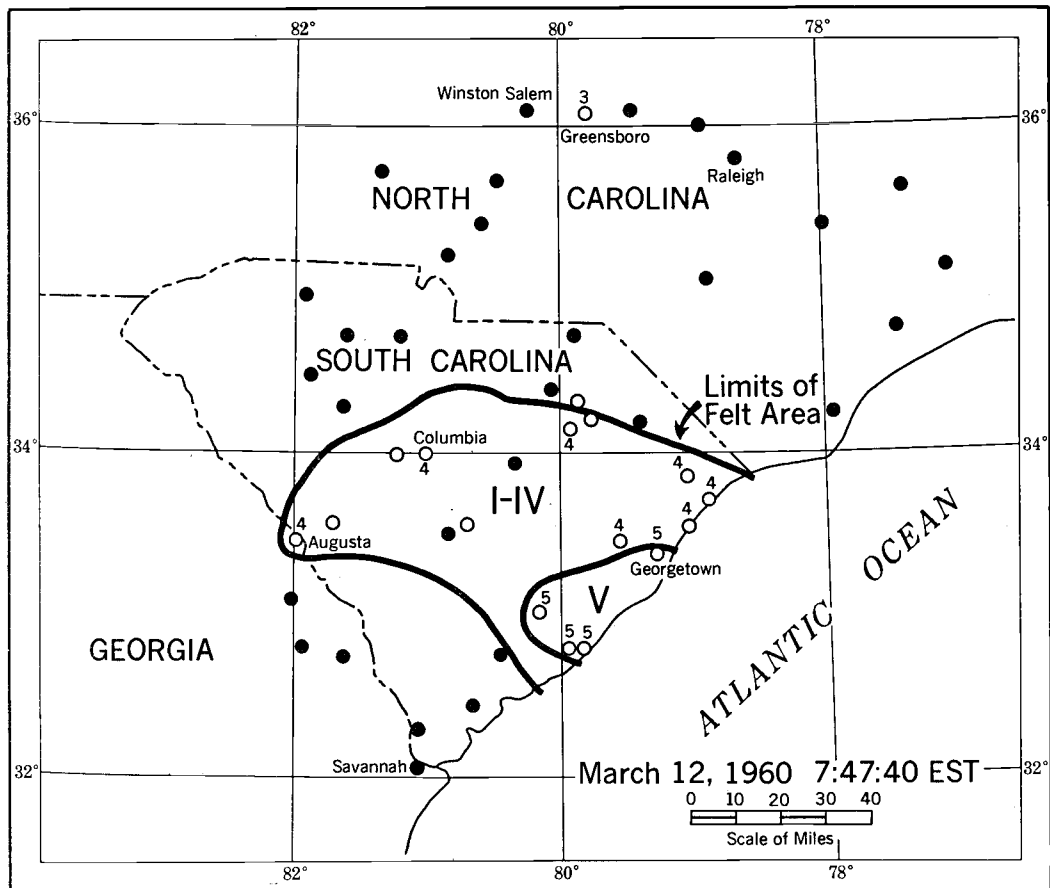 82° 80° 78°
Winston Salem 3
36° 36°
Greensboro
Raleigh
NORTH CAROLINA
SOUTH CAROLINA
Limits of
Felt Area
4
34° Columbia 34°
4 4
I-IV 4
4 4
4 5
Augusta
Georgetown
5 V
GEORGIA 5 5
ATLANTIC OCEAN
32° Savannah 32°
March 12, 1960 7:47:40 EST
0 10 20 30 40
Scale of Miles
82° 80° 78°